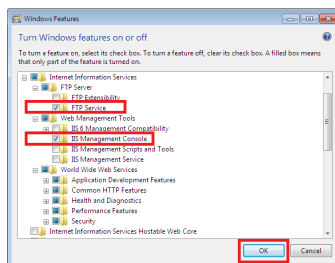 Windows Features
Turn Windows features on or off
To turn a feature on, select its check box. To turn a feature off, clear its check box. A filled box means
that only part of the feature is turned on.
Internet Information Services
FTP Server
FTP Extensibility
FTP Service
Web Management Tools
IIS 6 Management Compatibility
IIS Management Console
IIS Management Scripts and Tools
IIS Management Service
World Wide Web Services
Application Development Features
Common HTTP Features
Health and Diagnostics
Performance Features
Security
Internet Information Services Hostable Web Core
OK Cancel